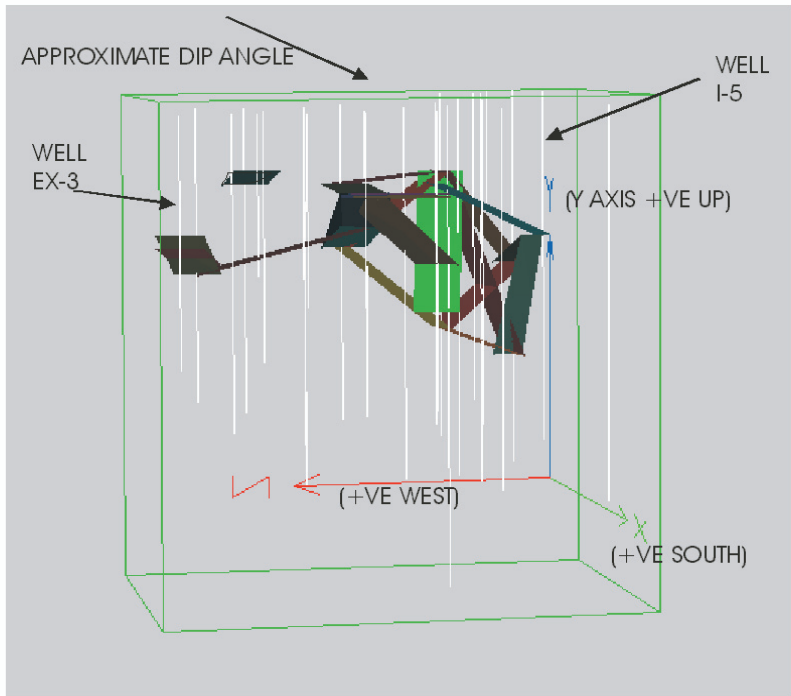 APPROXIMATE DIP ANGLE
WELL
I-5
WELL
EX-3
Y
(Y AXIS +VE UP)
Z
(+VE WEST)
X
(+VE SOUTH)